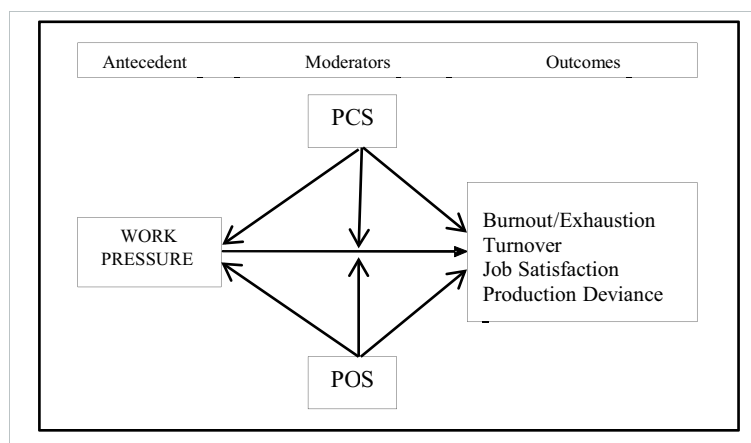 Antecedent Moderators Outcomes
PCS
WORK
PRESSURE
Burnout/Exhaustion
Turnover
Job Satisfaction
Production Deviance
POS